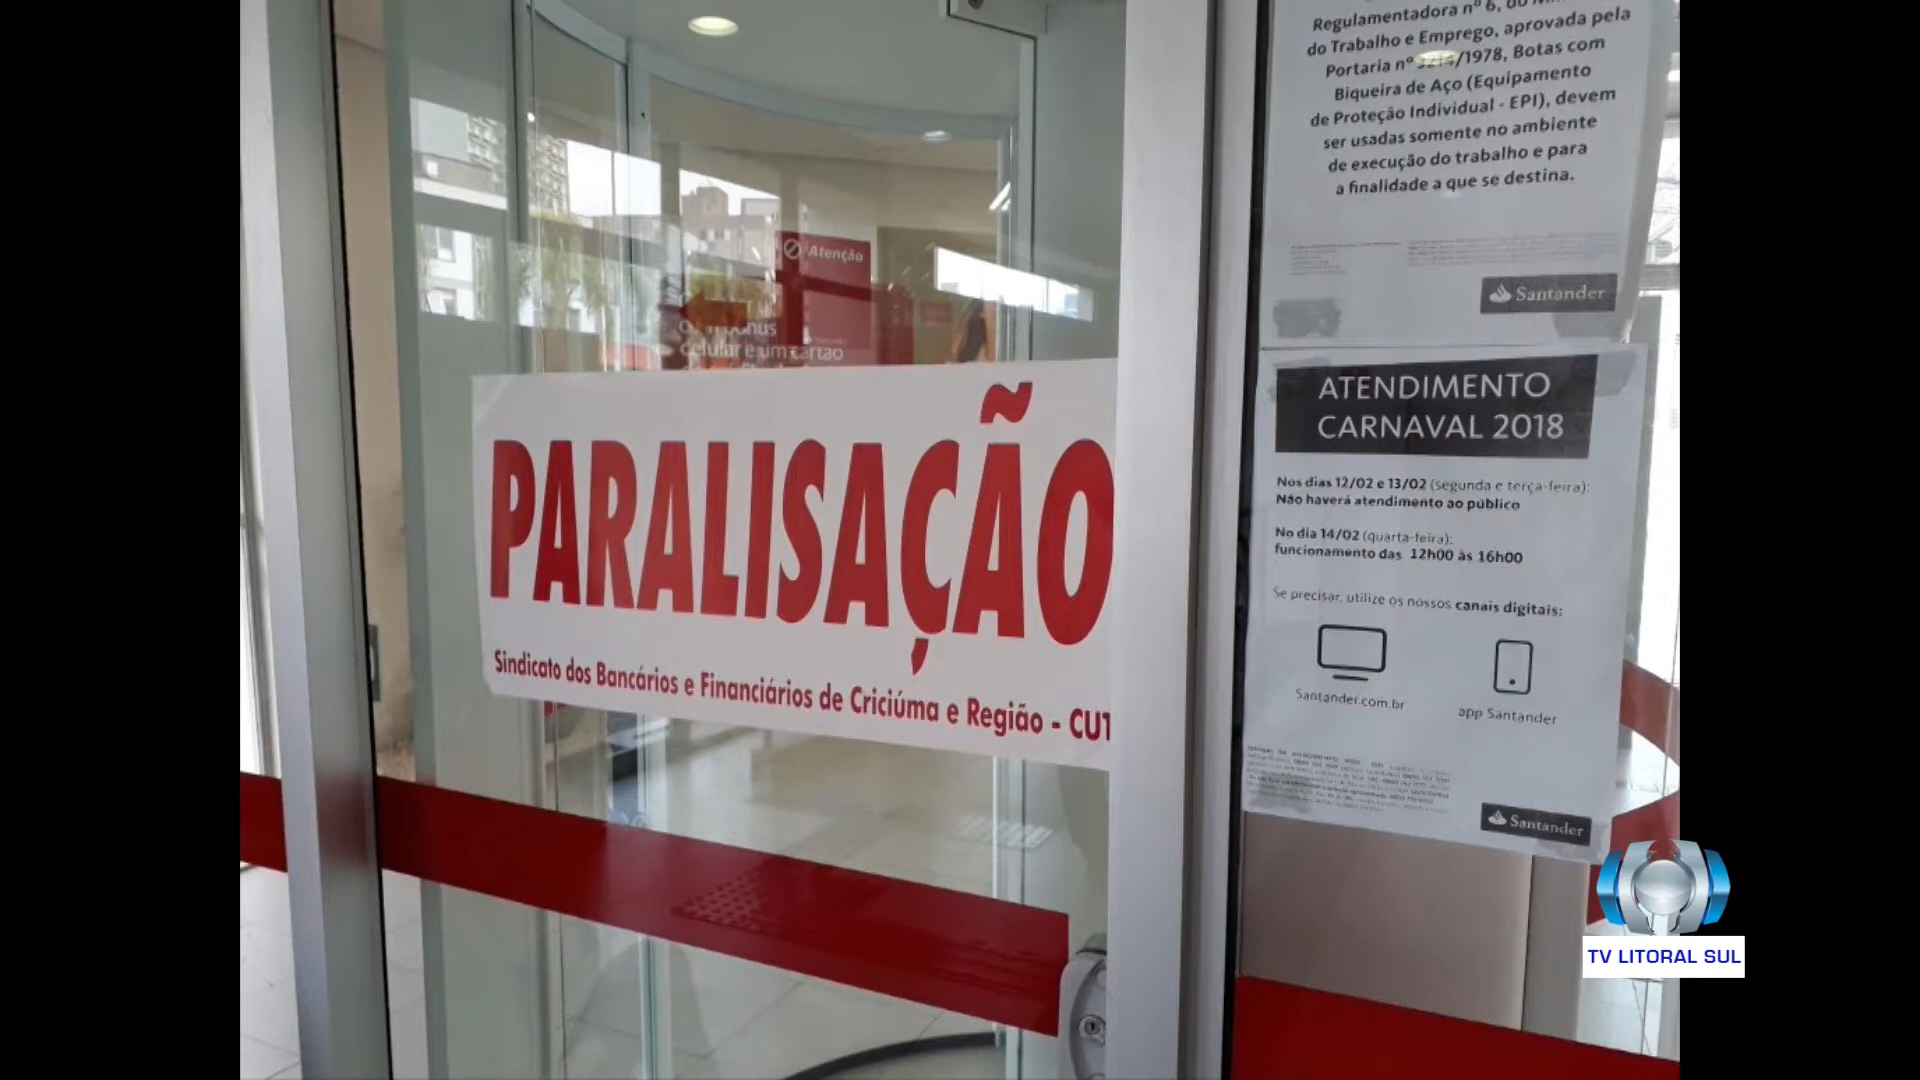 Atenção
celular e um cartão
PARALISAÇÃO
Sindicato dos Bancários e Financiários de Criciúma e Região - CUT
Regulamentadora nº 6, do
do Trabalho e Emprego, aprovada pela
Portaria nº /1978, Botas com
Biqueira de Aço (Equipamento
de Proteção Individual - EPI), devem
ser usadas somente no ambiente
de execução do trabalho e para
a finalidade a que se destina.
Santander
ATENDIMENTO
CARNAVAL 2018
Nos dias 12/02 e 13/02 (segunda e terça-feira):
Não haverá atendimento ao público
No dia 14/02 (quarta-feira):
funcionamento das 12h00 às 16h00
Se precisar, utilize os nossos canais digitais:
Santander.com.br
app Santander
Santander
TV LITORAL SUL